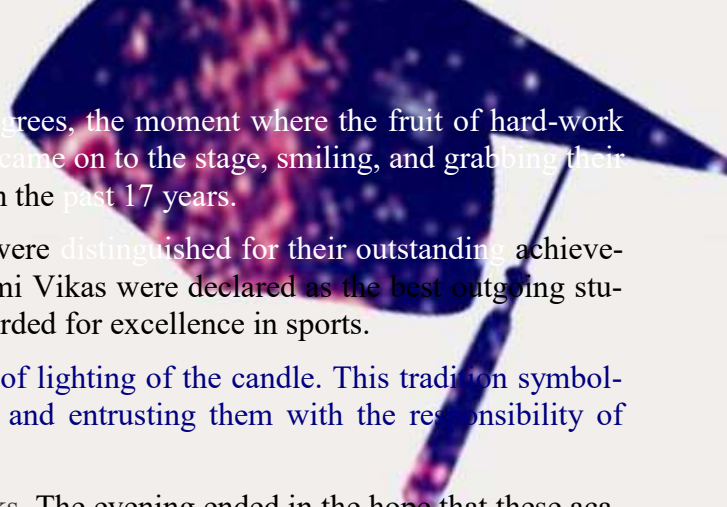 grees, the moment where the fruit of hard-work
came on to the stage, smiling, and grabbing their
n the past 17 years.
were distinguished for their outstanding achieve-
mi Vikas were declared as the best outgoing stu-
rded for excellence in sports.
of lighting of the candle. This tradition symbol-
and entrusting them with the responsibility of
ks. The evening ended in the hope that these aca-